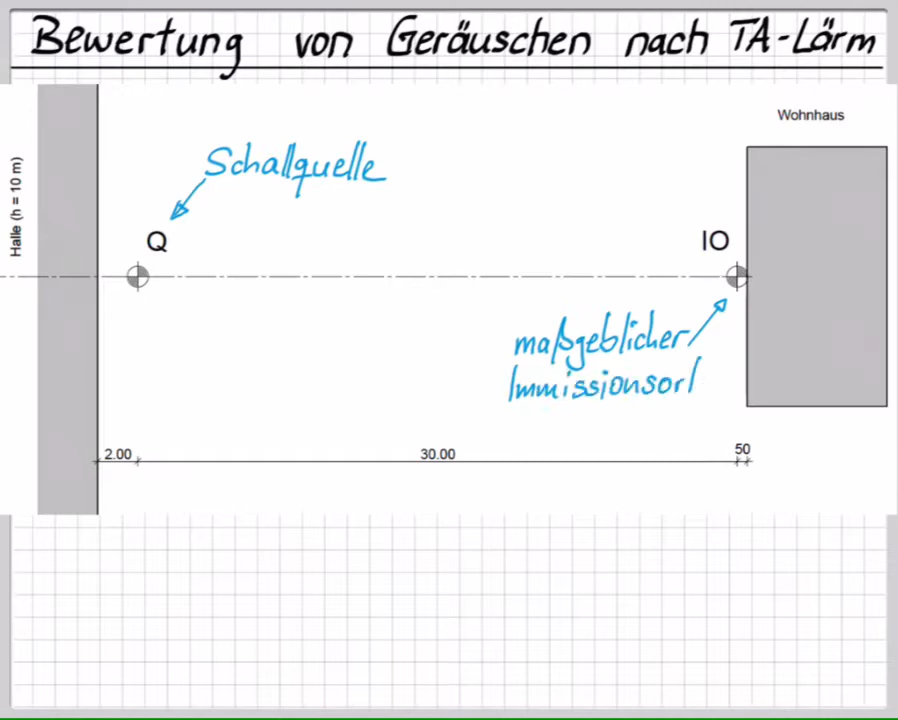 Bewertung von Geräuschen nach TA-Lärm
Wohnhaus
Halle (h = 10 m)
Schallquelle
Q
IO
maßgeblicher
Immissionsort
2.00
30.00
50